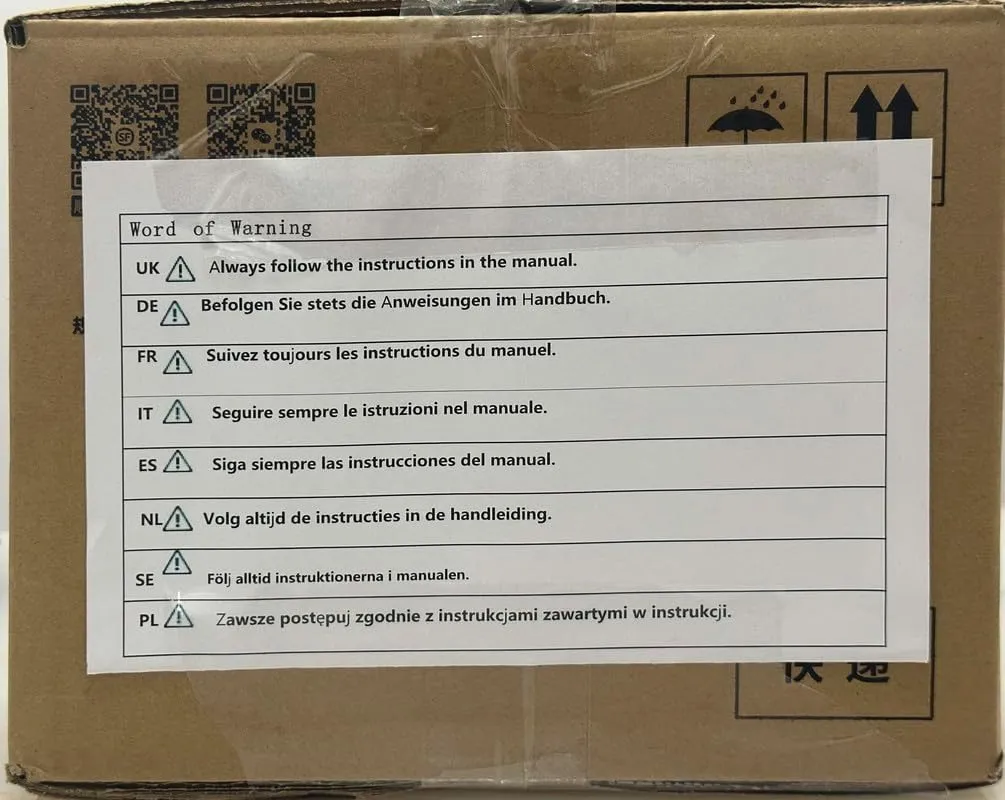 SF
Word of Warning
UK Always follow the instructions in the manual.
DE Befolgen Sie stets die Anweisungen im Handbuch.
FR Suivez toujours les instructions du manuel.
IT Seguire sempre le istruzioni nel manuale.
ES Siga siempre las instrucciones del manual.
NL Volg altijd de instructies in de handleiding.
SE Följ alltid instruktionerna i manualen.
PL Zawsze postępuj zgodnie z instrukcjami zawartymi w instrukcji.
快递